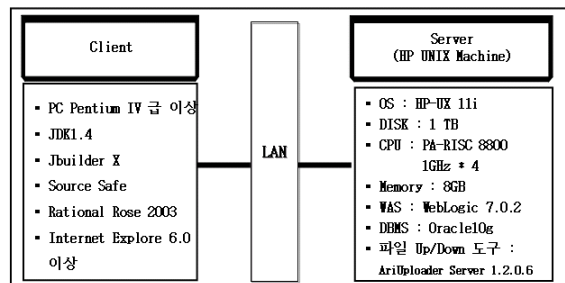 Client
▪ PC Pentium IV 급 이상
▪ JDK1.4
▪ Jbuilder X
▪ Source Safe
▪ Rational Rose 2003
▪ Internet Explore 6.0
이상
LAN
Server
(HP UNIX Machine)
▪ OS : HP-UX 11i
▪ DISK : 1 TB
▪ CPU : PA-RISC 8800
1GHz * 4
▪ Memory : 8GB
▪ WAS : WebLogic 7.0.2
▪ DBMS : Oracle10g
▪ 파일 Up/Down 도구 :
AriUploader Server 1.2.0.6